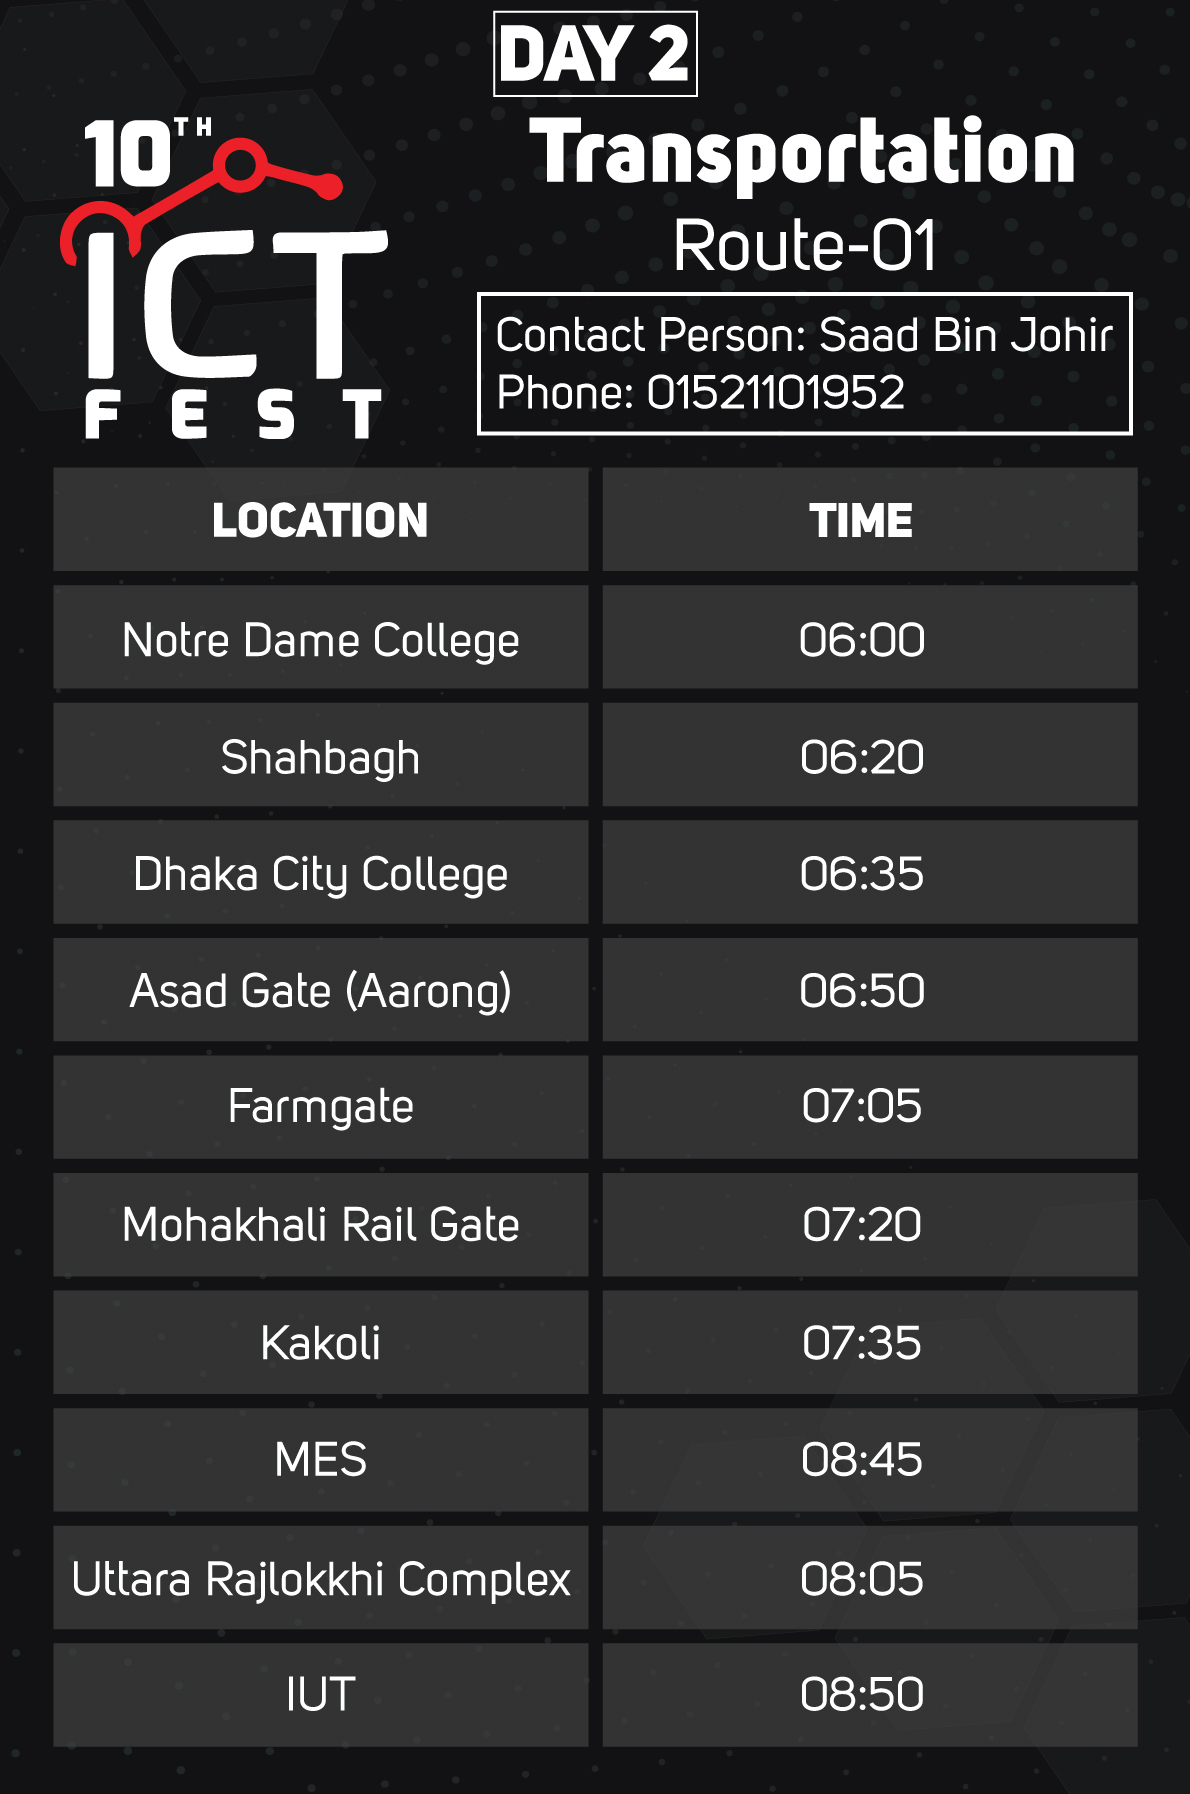 DAY 2
10TH
ICT
FEST
Transportation
Route-01
Contact Person: Saad Bin Johir
Phone: 01521101952
LOCATION TIME
Notre Dame College 06:00
Shahbagh 06:20
Dhaka City College 06:35
Asad Gate (Aarong) 06:50
Farmgate 07:05
Mohakhali Rail Gate 07:20
Kakoli 07:35
MES 08:45
Uttara Rajlokkhi Complex 08:05
IUT 08:50